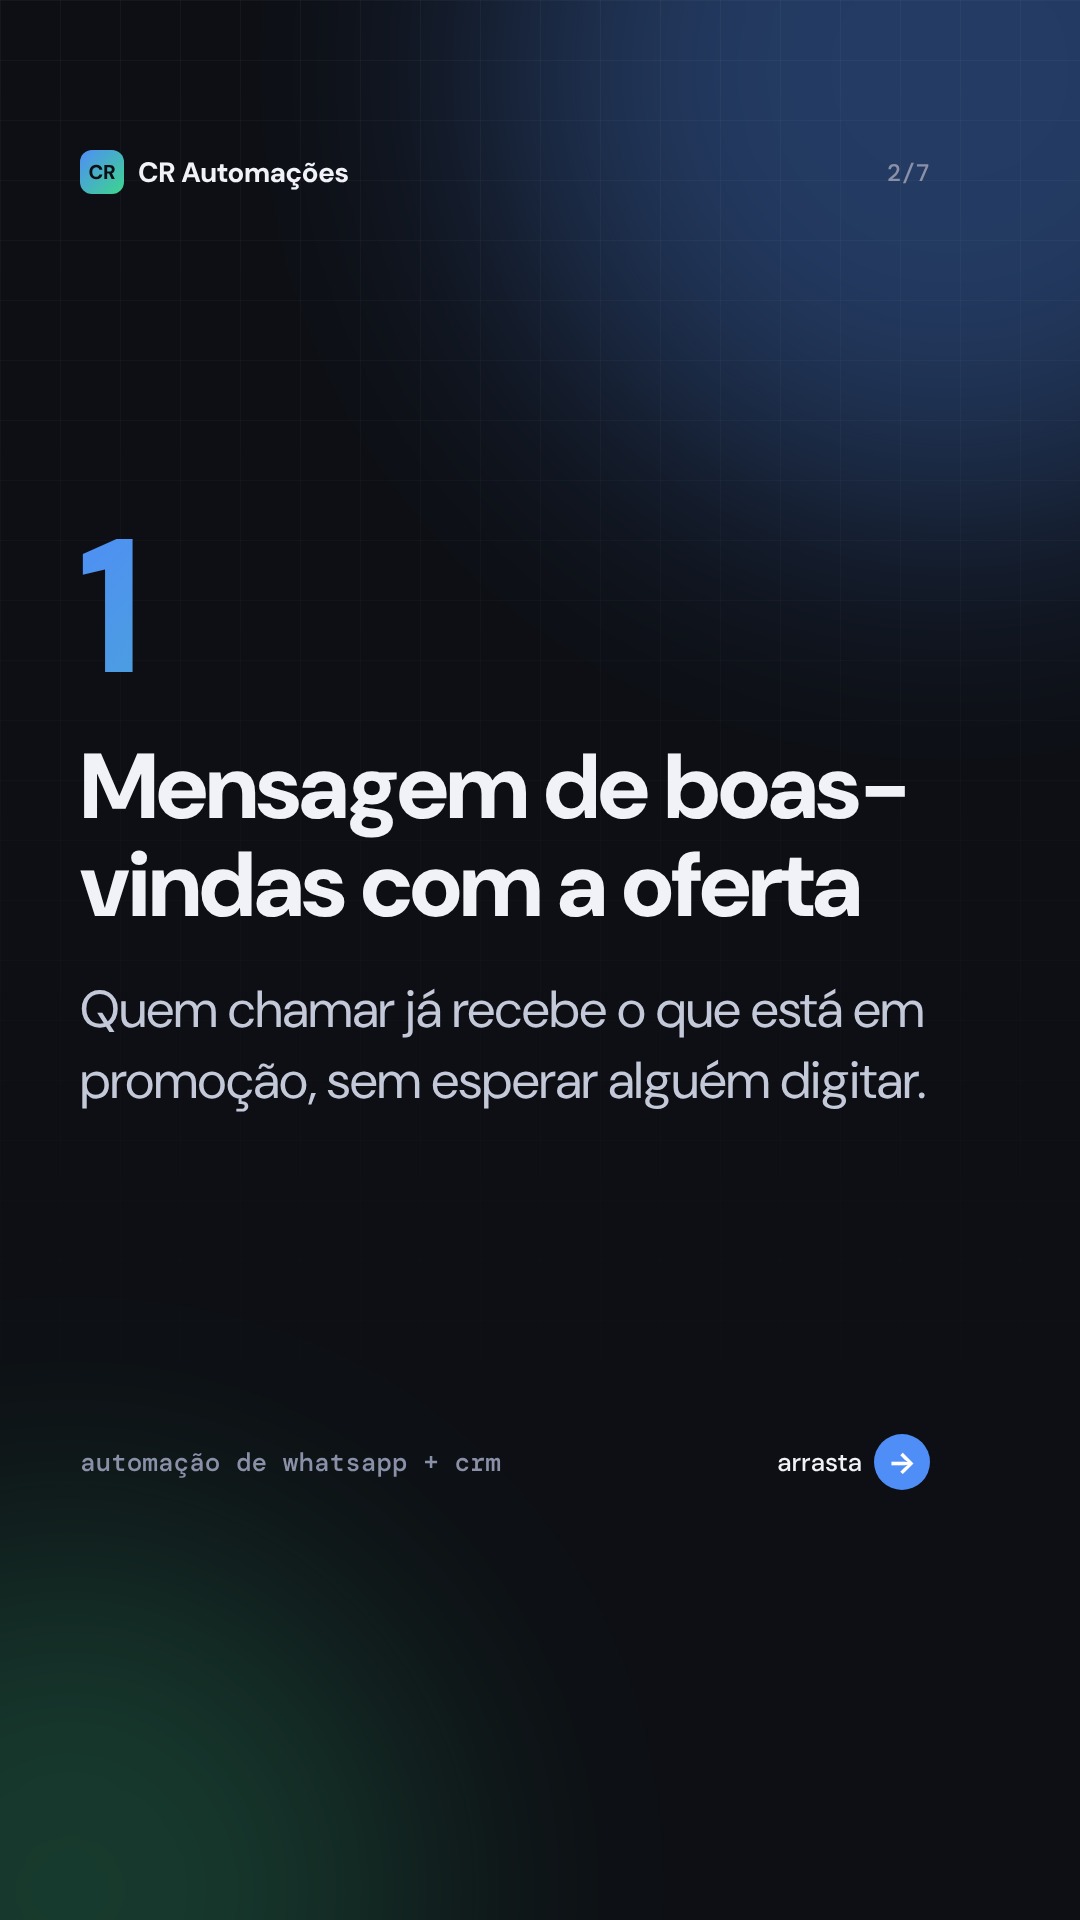 CR CR Automações
2/7
1
Mensagem de boas-
vindas com a oferta
Quem chamar já recebe o que está em
promoção, sem esperar alguém digitar.
automação de whatsapp + crm
arrasta →